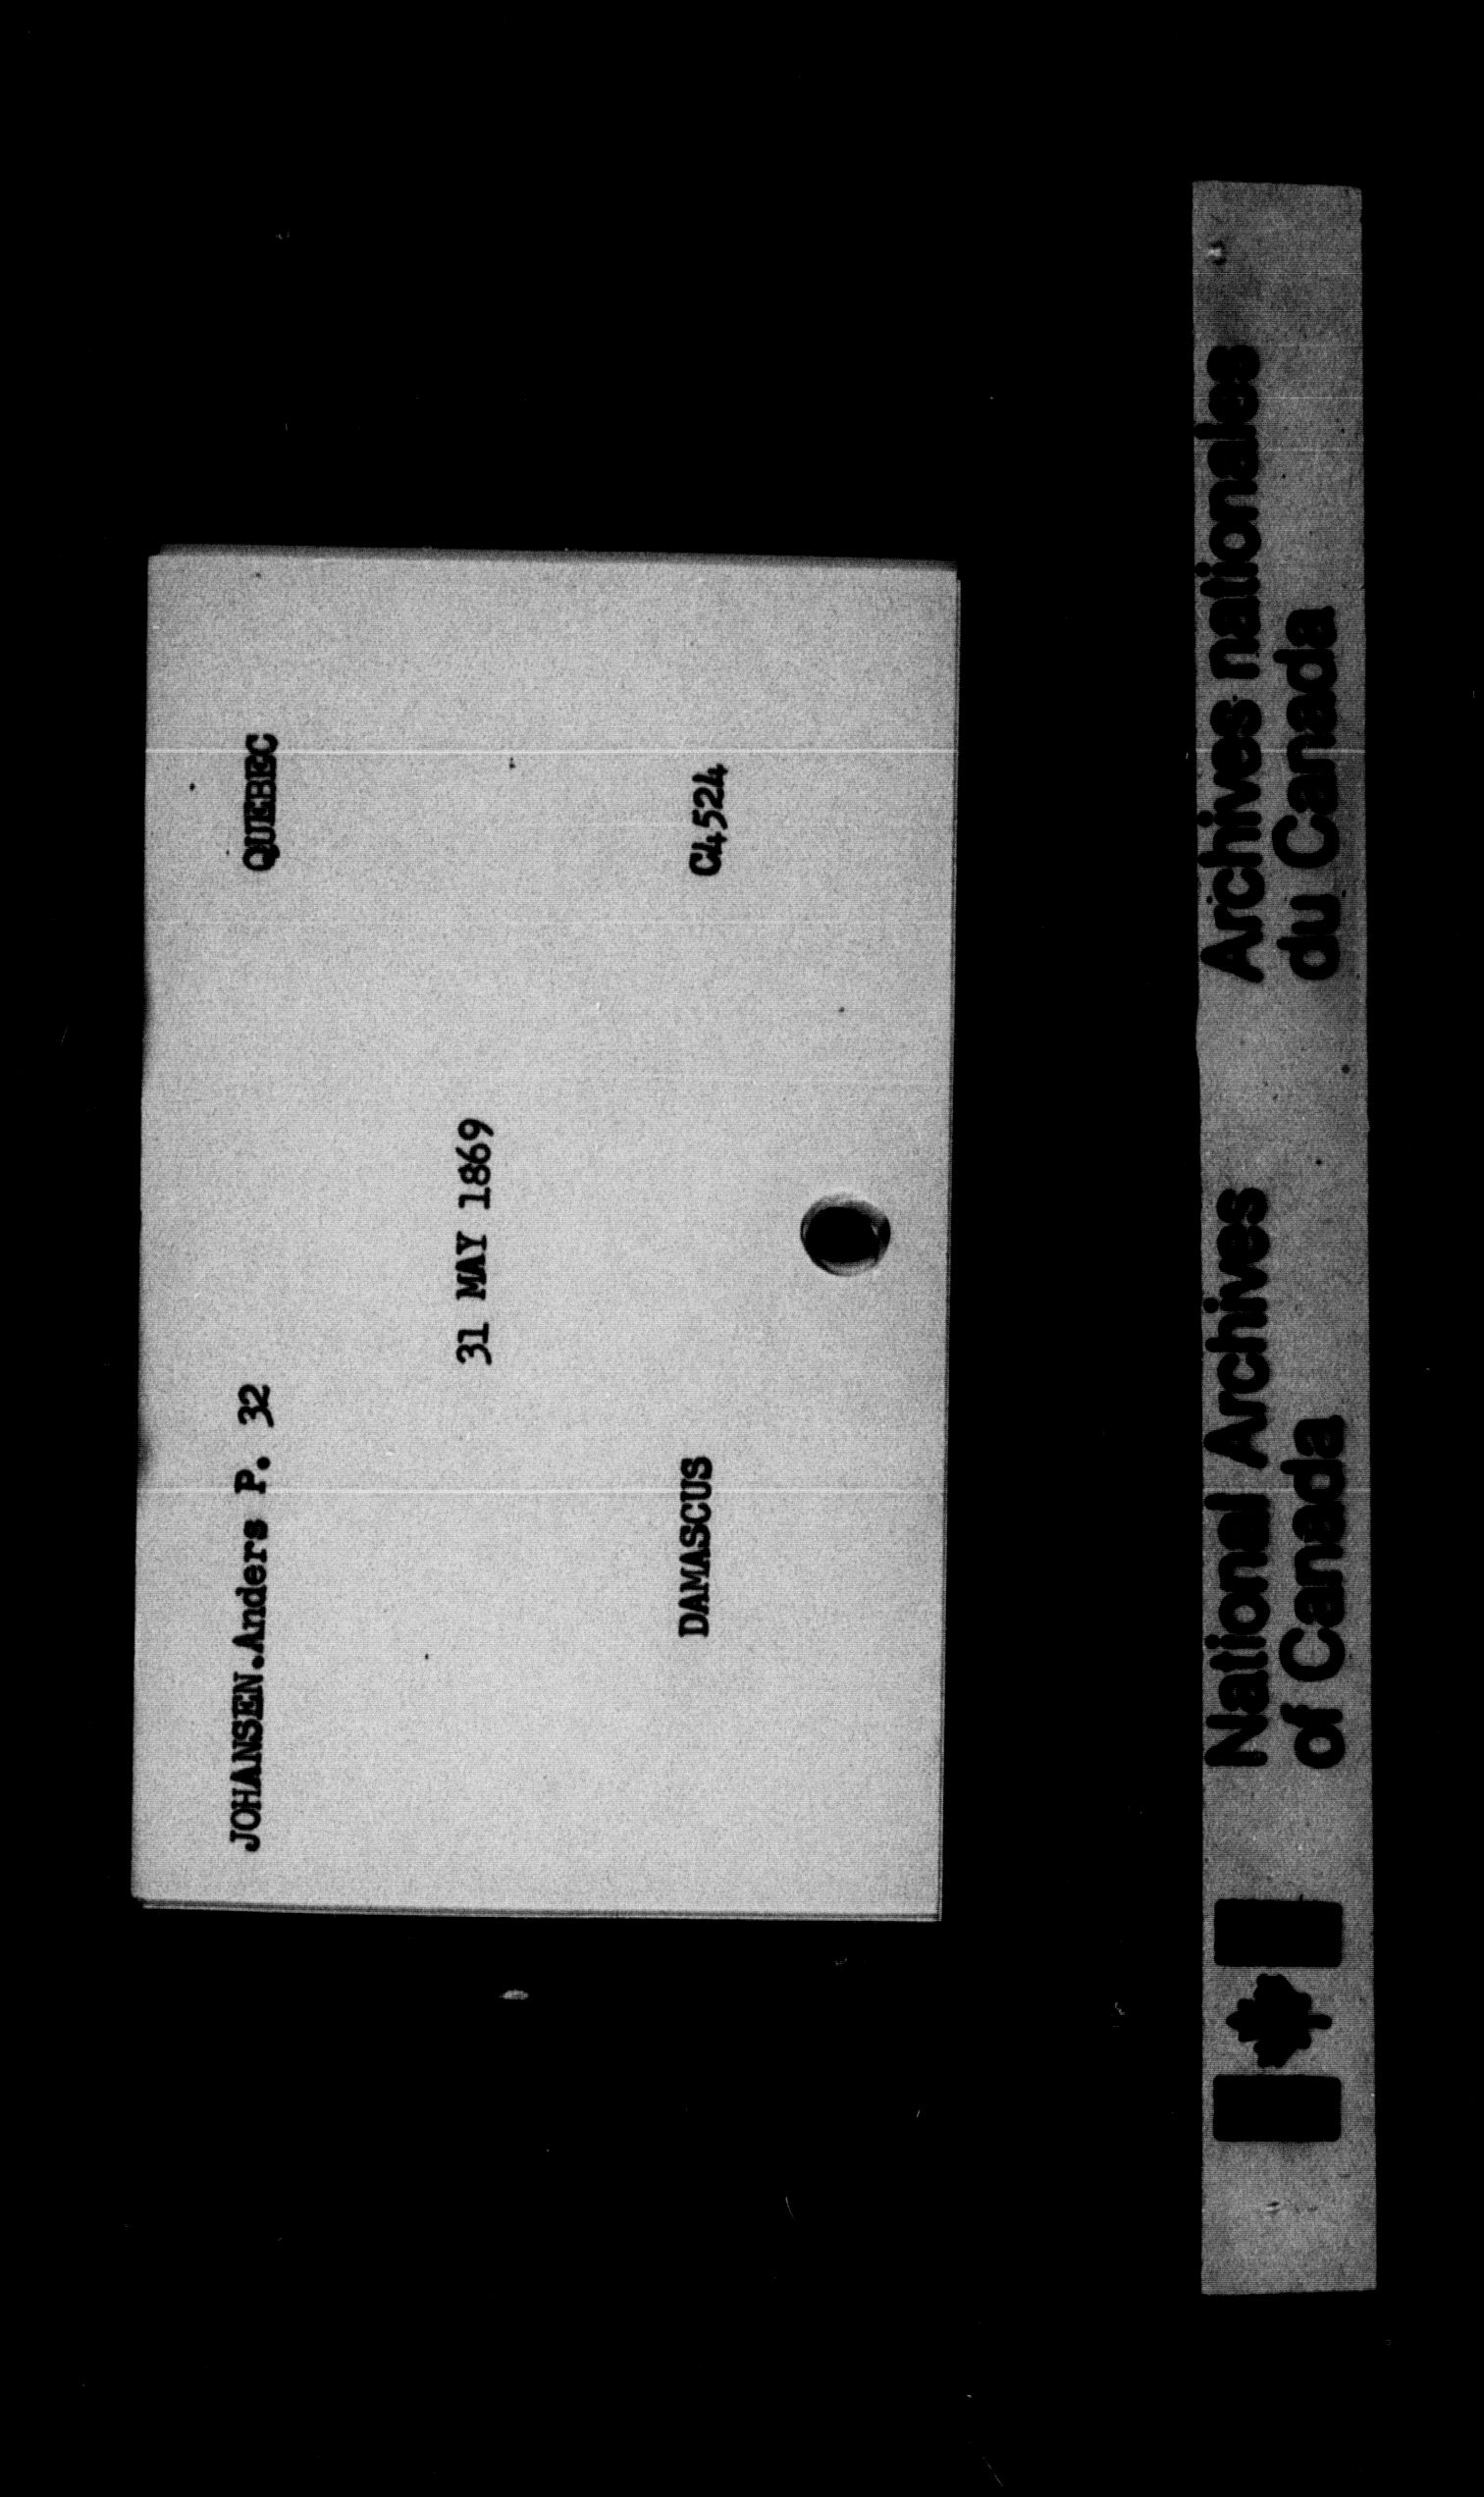 JOHANSEN.Anders P. 32 QUEBEC
31 MAY 1869
DAMASCUS C4524
National Archives Archives nationales
of Canada du Canada